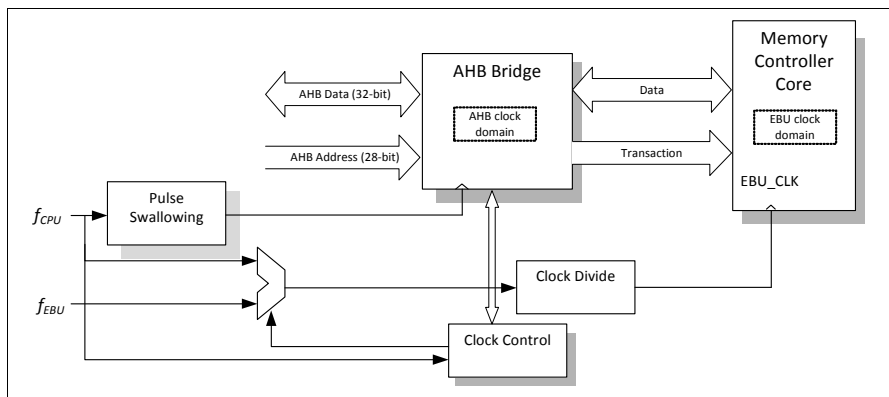 Memory
Controller
Core
AHB Bridge
AHB Data (32-bit)
Data
AHB clock
domain
EBU clock
domain
AHB Address (28-bit)
Transaction
EBU_CLK
Pulse
Swallowing
fCPU
Clock Divide
fEBU
Clock Control